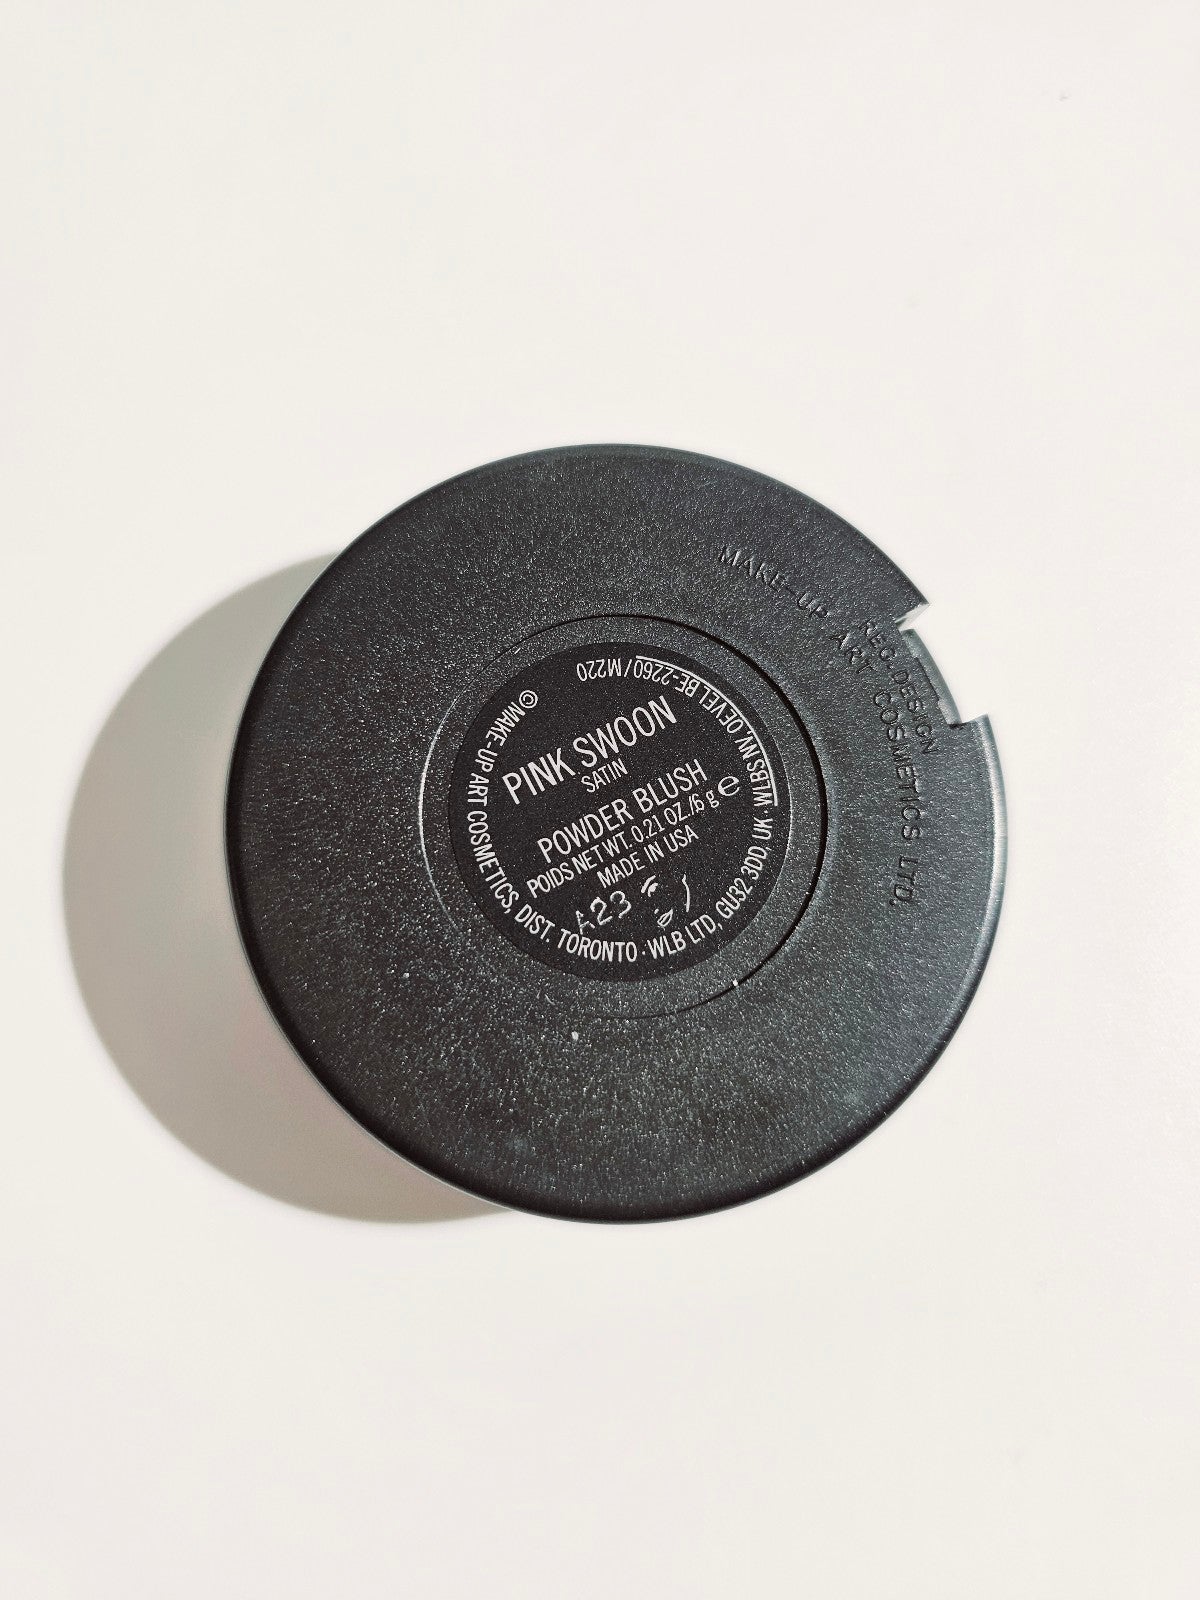 MAKE-UP ART COSMETICS LTD.
REG.DESIGN
©MAKE-UP ART COSMETICS, DIST. TORONTO · WLB LTD, GU32 3DD, UK WLBS NV, OEVEL BE-2260/M220
PINK SWOON
SATIN
POWDER BLUSH
POIDS NET WT. 0.21 OZ./6 g e
MADE IN USA
A23